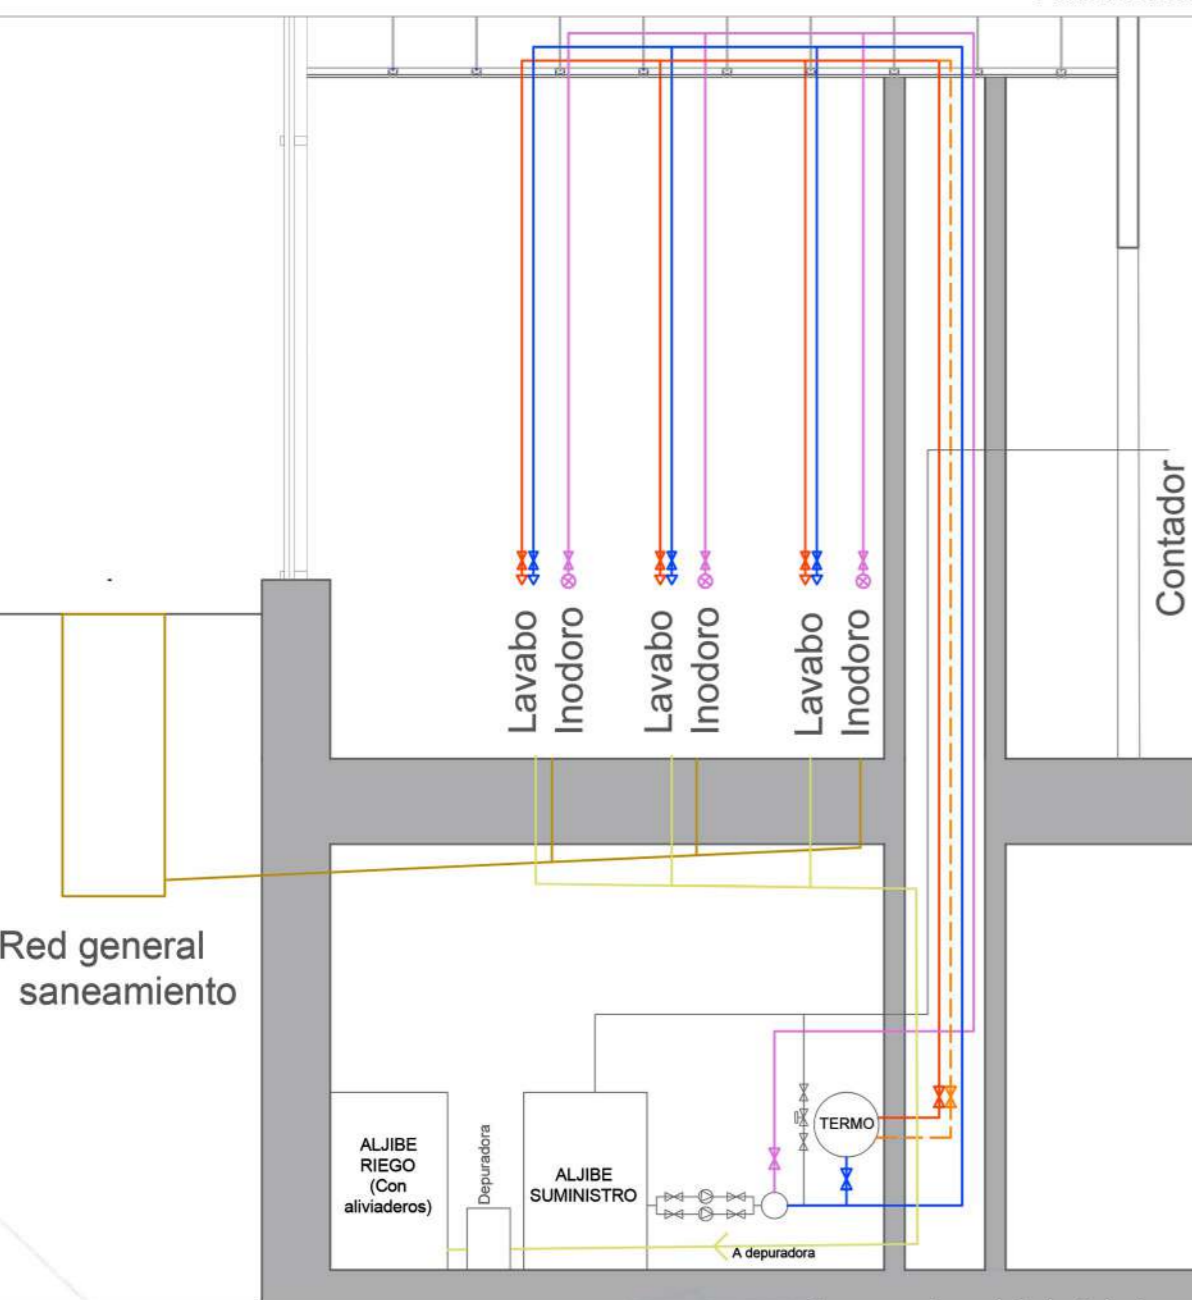 Contador
Lavabo
Inodoro
Lavabo
Inodoro
Lavabo
Inodoro
Red general
saneamiento
ALJIBE
RIEGO
(Con
aliviaderos)
Depuradora
ALJIBE
SUMINISTRO
TERMO
A depuradora